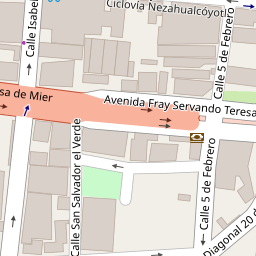 Ciclovía Nezahualcóyotl
Calle Isabel
Calle 5 de Febrero
Avenida Fray Servando Teresa
sa de Mier
Calle San Salvador el Verde
Calle 5 de Febrero
Diagonal 20 d